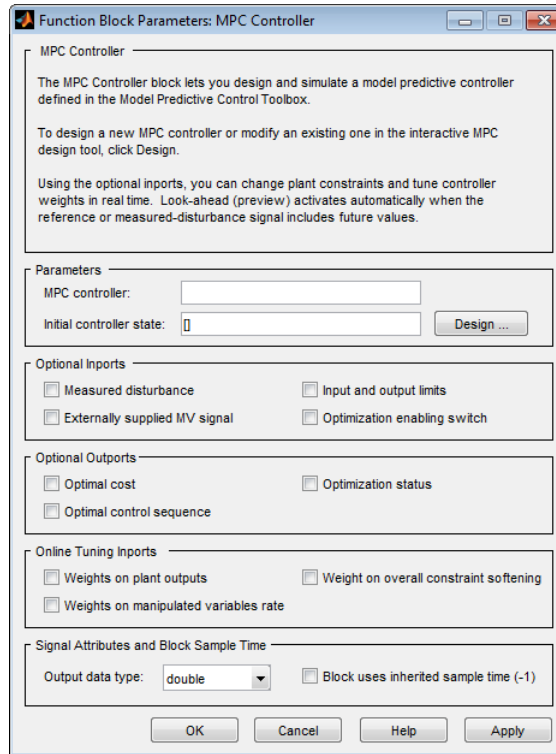 Function Block Parameters: MPC Controller
MPC Controller
The MPC Controller block lets you design and simulate a model predictive controller
defined in the Model Predictive Control Toolbox.
To design a new MPC controller or modify an existing one in the interactive MPC
design tool, click Design.
Using the optional inports, you can change plant constraints and tune controller
weights in real time.  Look-ahead (preview) activates automatically when the
reference or measured-disturbance signal includes future values.
Parameters
MPC controller:
Initial controller state: [] Design ...
Optional Inports
Measured disturbance Input and output limits
Externally supplied MV signal Optimization enabling switch
Optional Outports
Optimal cost Optimization status
Optimal control sequence
Online Tuning Inports
Weights on plant outputs Weight on overall constraint softening
Weights on manipulated variables rate
Signal Attributes and Block Sample Time
Output data type: double Block uses inherited sample time (-1)
OK Cancel Help Apply